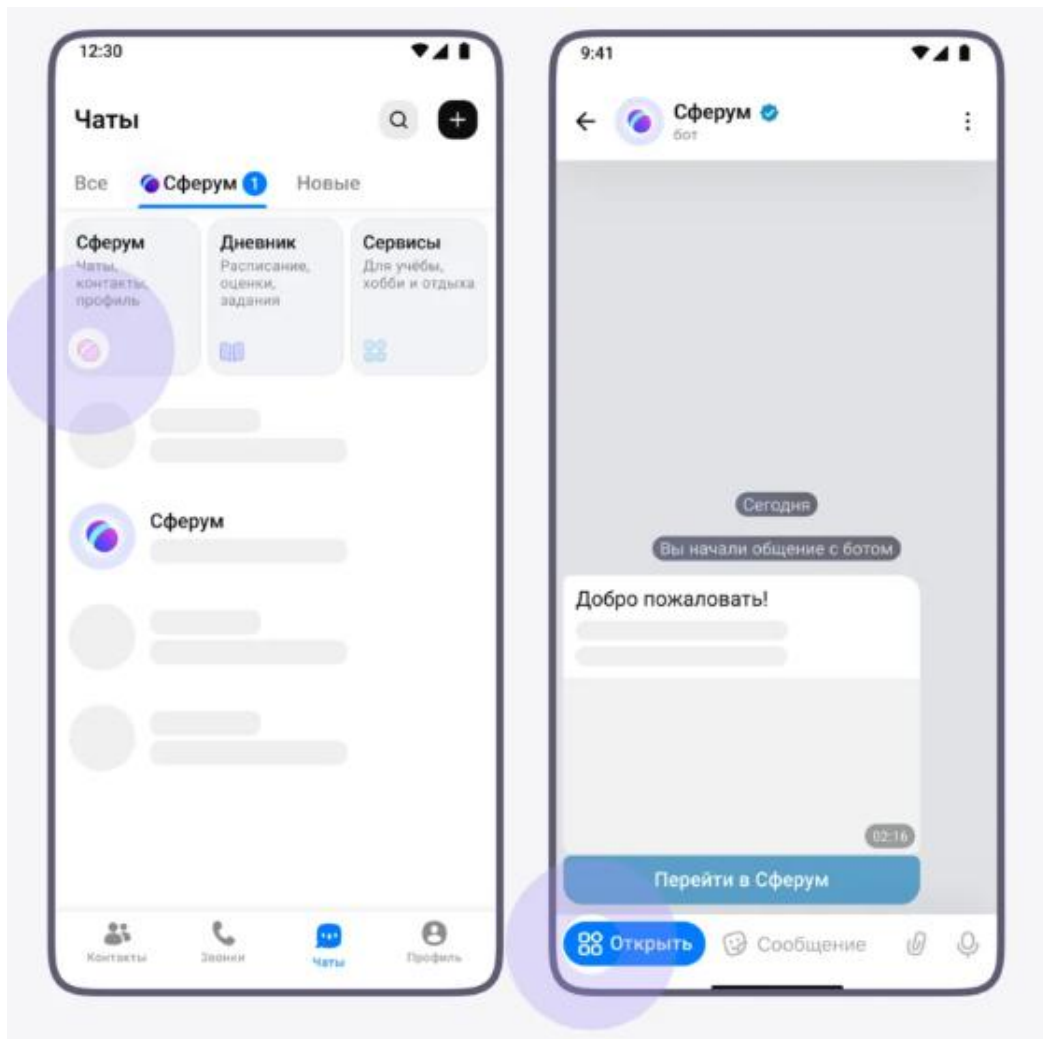 12:30
Чаты
Все
Сферум 1
Новые
Сферум
Чаты,
контакты,
профиль
Дневник
Расписание,
оценки,
задания
Сервисы
Для учёбы,
хобби и отдыха
Сферум
Контакты
Звонки
Чаты
Профиль
9:41
Сферум
бот
Сегодня
Вы начали общение с ботом
Добро пожаловать!
02:16
Перейти в Сферум
Открыть
Сообщение